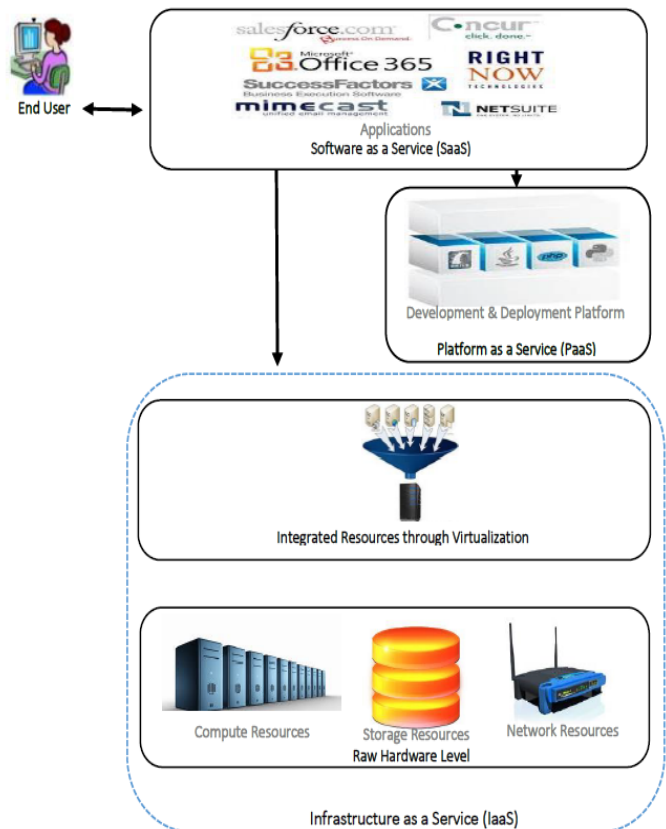 salesforce.com
Success On Demand.
C•ncur
click. done.™
End User
Microsoft®
Office 365
RIGHT
NOW
TECHNOLOGIES
SuccessFactors
Business Execution Software
mimecast
unified email management
N NETSUITE
Applications
Software as a Service (SaaS)
php
Development & Deployment Platform
Platform as a Service (PaaS)
Integrated Resources through Virtualization
Compute Resources
Storage Resources
Network Resources
Raw Hardware Level
Infrastructure as a Service (IaaS)